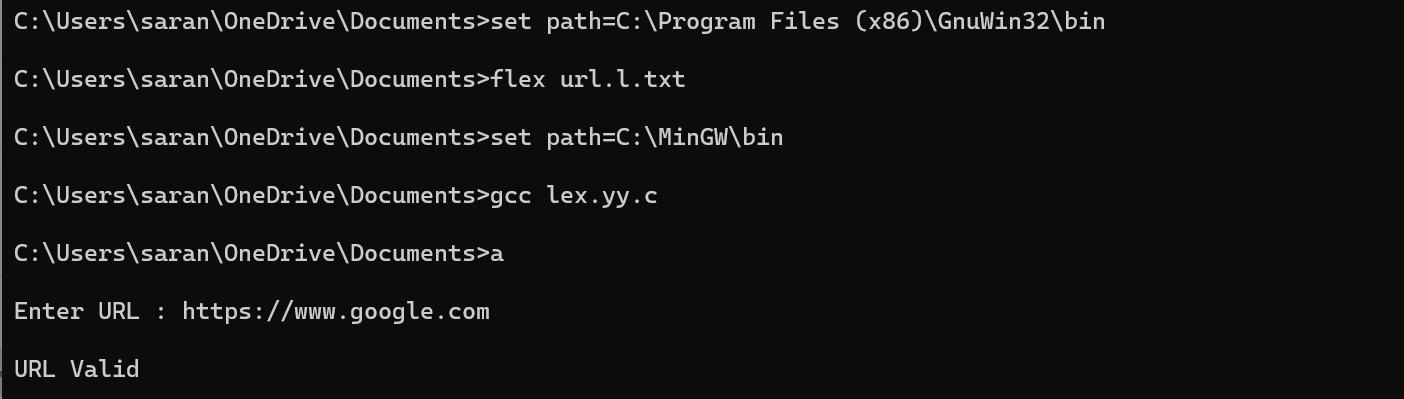 C:\Users\saran\OneDrive\Documents>set path=C:\Program Files (x86)\GnuWin32\bin
C:\Users\saran\OneDrive\Documents>flex url.l.txt
C:\Users\saran\OneDrive\Documents>set path=C:\MinGW\bin
C:\Users\saran\OneDrive\Documents>gcc lex.yy.c
C:\Users\saran\OneDrive\Documents>a
Enter URL : https://www.google.com
URL Valid